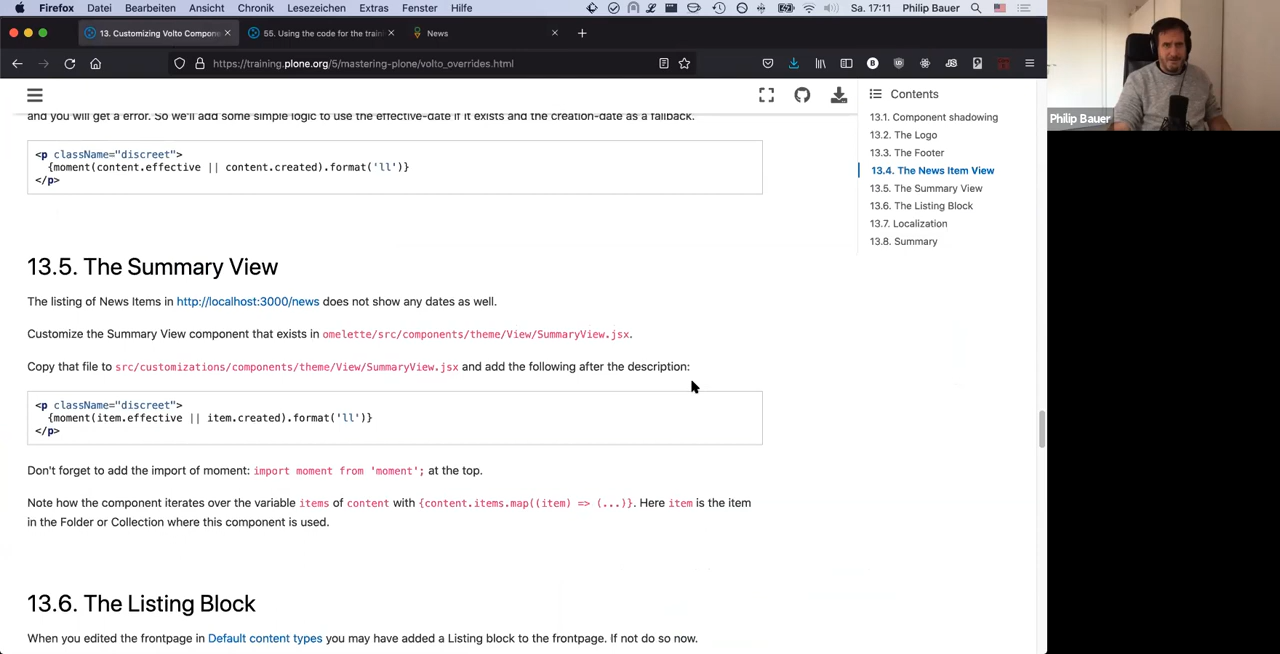 Firefox Datei Bearbeiten Ansicht Chronik Lesezeichen Extras Fenster Hilfe Sa. 17:11 Philip Bauer
13. Customizing Volto Compon
55. Using the code for the train
News
https://training.plone.org/5/mastering-plone/volto_overrides.html
and you will get a error. So we'll add some simple logic to use the effective-date if it exists and the creation-date as a fallback.
<p className="discreet">
{moment(content.effective || content.created).format('ll')}
</p>
13.5. The Summary View
The listing of News Items in http://localhost:3000/news does not show any dates as well.
Customize the Summary View component that exists in omelette/src/components/theme/View/SummaryView.jsx.
Copy that file to src/customizations/components/theme/View/SummaryView.jsx and add the following after the description:
<p className="discreet">
{moment(item.effective || item.created).format('ll')}
</p>
Don't forget to add the import of moment: import moment from 'moment'; at the top.
Note how the component iterates over the variable items of content with {content.items.map((item) => (...)}. Here item is the item
in the Folder or Collection where this component is used.
13.6. The Listing Block
When you edited the frontpage in Default content types you may have added a Listing block to the frontpage. If not do so now.
Contents
13.1. Component shadowing
13.2. The Logo
13.3. The Footer
13.4. The News Item View
13.5. The Summary View
13.6. The Listing Block
13.7. Localization
13.8. Summary
Philip Bauer